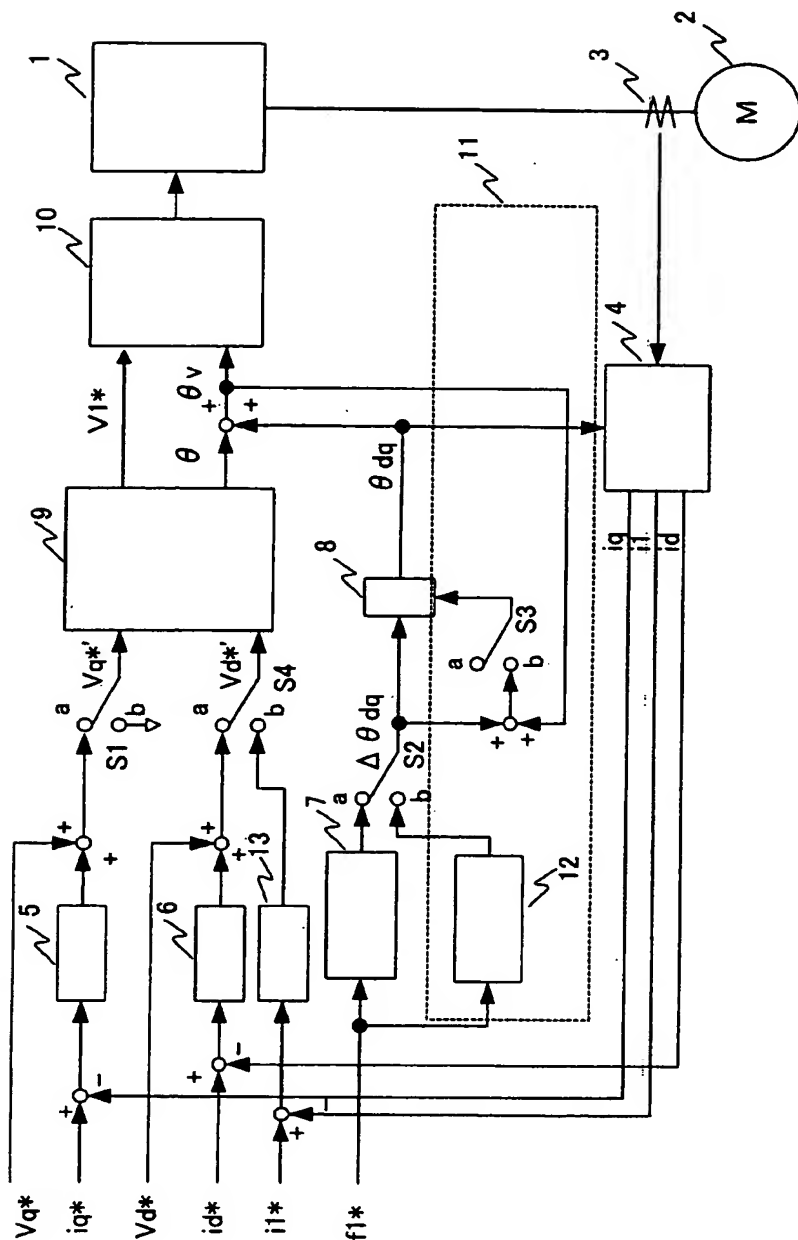 Vq*
iq*
Vd*
id*
i1*
f1*
+
-
+
-
+
-
5
6
13
7
12
+
+
+
+
a
b
S1
a
b
S4
Vq*'
Vd*'
a
b
S2
Δθdq
9
V1*
θ
+
+
θv
8
θdq
a
b
S3
+
+
10
1
11
3
2
M
4
iq
i1
id